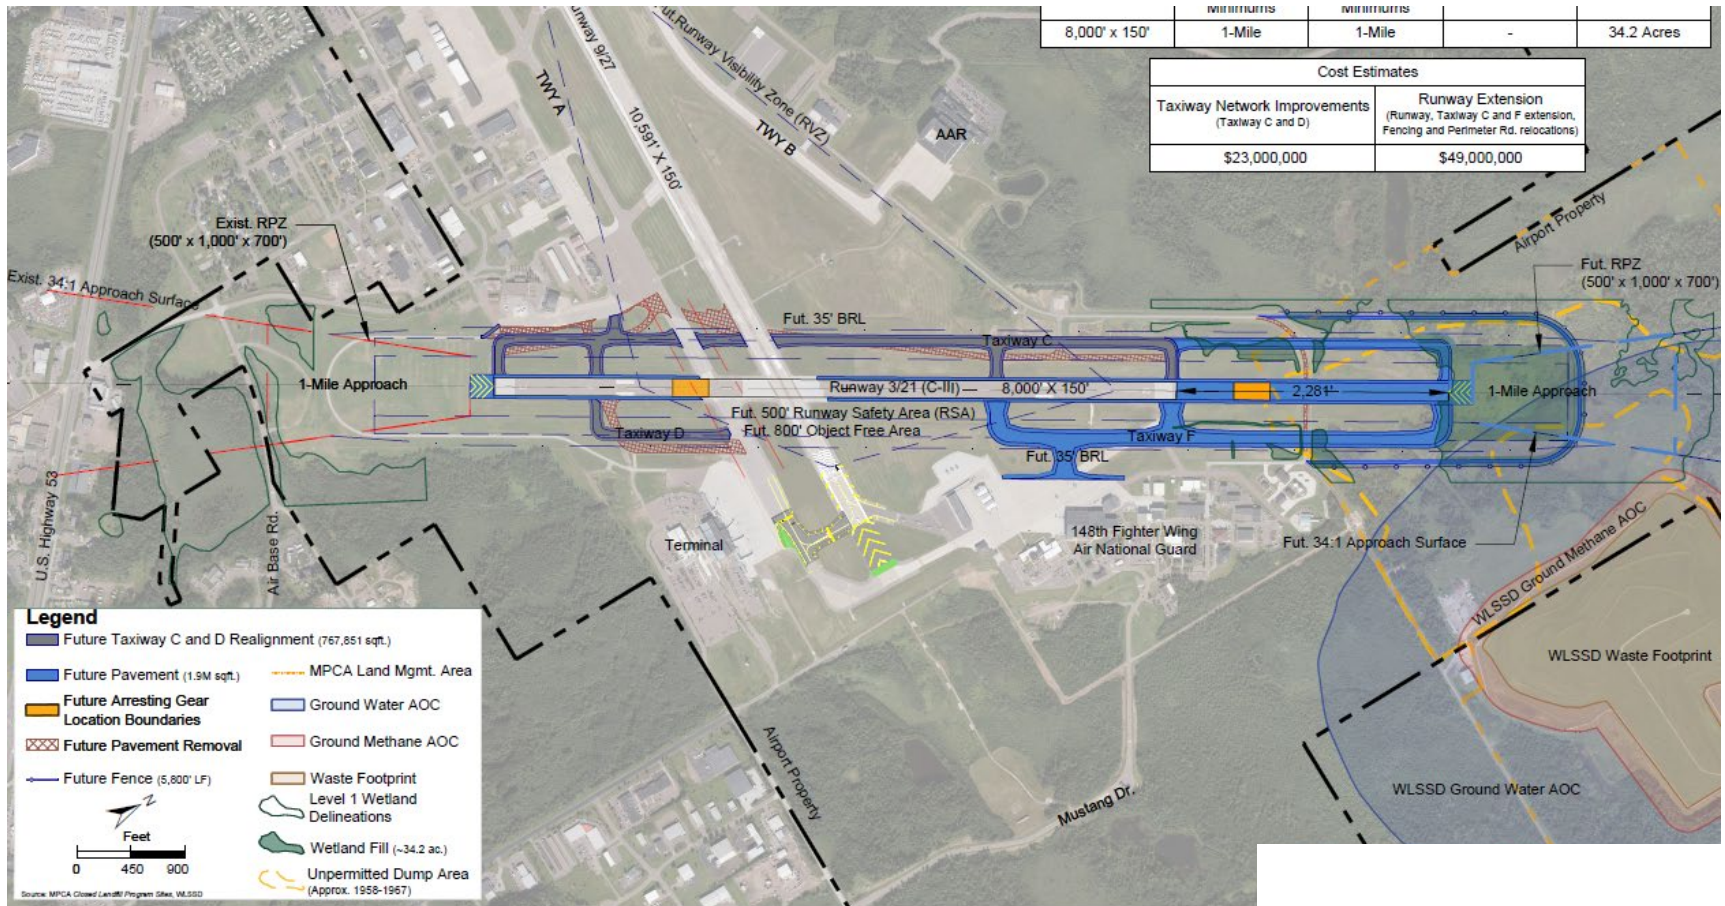 Minimums
Minimums
8,000' x 150'
1-Mile
1-Mile
-
34.2 Acres
Cost Estimates
Taxiway Network Improvements
(Taxiway C and D)
Runway Extension
(Runway, Taxiway C and F extension,
Fencing and Perimeter Rd. relocations)
$23,000,000
$49,000,000
Runway 9/27
10,591' X 150'
Fut.Runway Visibility Zone (RVZ)
TWY A
TWY B
AAR
Airport Property
Exist. RPZ
(500' x 1,000' x 700')
Exist. 34:1 Approach Surface
Fut. RPZ
(500' x 1,000' x 700')
Fut. 35' BRL
Taxiway C
1-Mile Approach
Runway 3/21 (C-III)
8,000' X 150'
2,281'
1-Mile Approach
Fut. 500' Runway Safety Area (RSA)
Fut. 800' Object Free Area
Taxiway D
Taxiway F
Fut. 35' BRL
U.S. Highway 53
Air Base Rd.
Terminal
148th Fighter Wing
Air National Guard
Fut. 34:1 Approach Surface
WLSSD Ground Methane AOC
WLSSD Waste Footprint
WLSSD Ground Water AOC
Airport Property
Mustang Dr.
Legend
Future Taxiway C and D Realignment (767,851 sqft.)
Future Pavement (1.9M sqft.)
Future Arresting Gear
Location Boundaries
Future Pavement Removal
Future Fence (5,800' LF)
MPCA Land Mgmt. Area
Ground Water AOC
Ground Methane AOC
Waste Footprint
Level 1 Wetland
Delineations
Wetland Fill (~34.2 ac.)
Unpermitted Dump Area
(Approx. 1958-1967)
Z
Feet
0 450 900
Source: MPCA Closed Landfill Program Sites, WLSSD